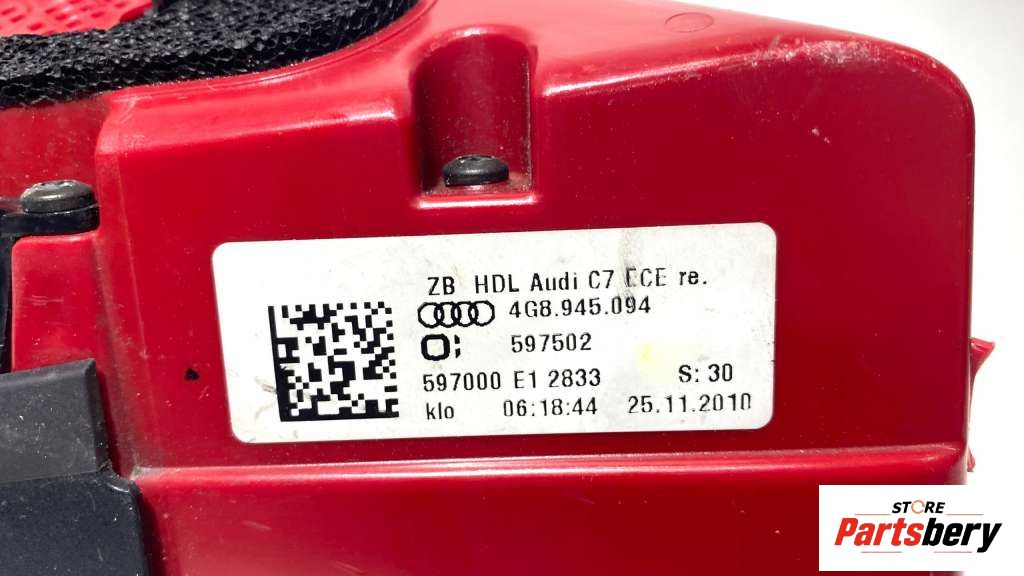 ZB HDL Audi C7 ECE re.
4G8.945.094
597502
597000 E1 2833 S: 30
klo 06:18:44 25.11.2010
STORE
Partsbery